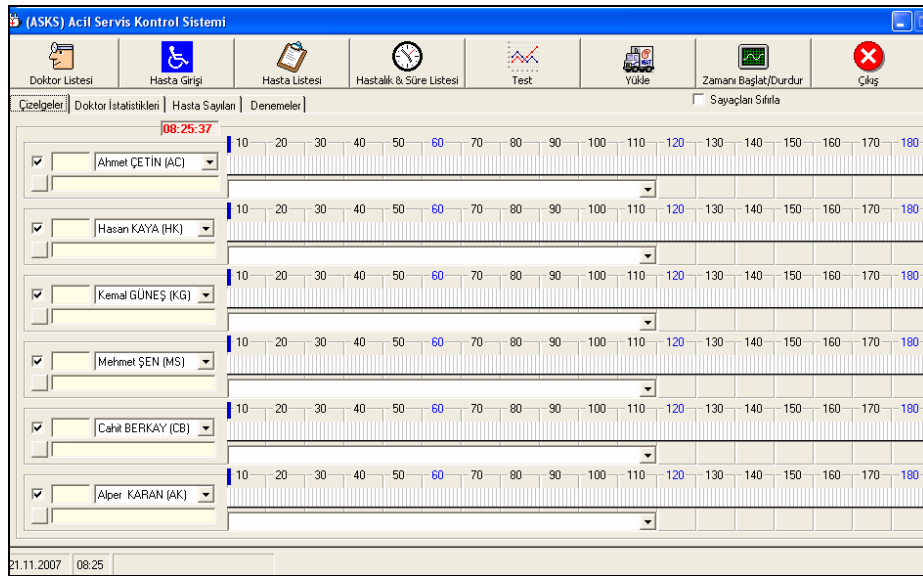 (ASKS) Acil Servis Kontrol Sistemi
Doktor Listesi Hasta Girişi Hasta Listesi Hastalık & Süre Listesi Test Yükle Zamanı Başlat/Durdur Çıkış
Çizelgeler Doktor İstatistikleri Hasta Sayıları Denemeler Sayaçları Sıfırla
08:25:37
10 20 30 40 50 60 70 80 90 100 110 120 130 140 150 160 170 180
Ahmet ÇETİN (AC)
10 20 30 40 50 60 70 80 90 100 110 120 130 140 150 160 170 180
Hasan KAYA (HK)
10 20 30 40 50 60 70 80 90 100 110 120 130 140 150 160 170 180
Kemal GÜNEŞ (KG)
10 20 30 40 50 60 70 80 90 100 110 120 130 140 150 160 170 180
Mehmet ŞEN (MS)
10 20 30 40 50 60 70 80 90 100 110 120 130 140 150 160 170 180
Cahit BERKAY (CB)
10 20 30 40 50 60 70 80 90 100 110 120 130 140 150 160 170 180
Alper KARAN (AK)
21.11.2007 08:25